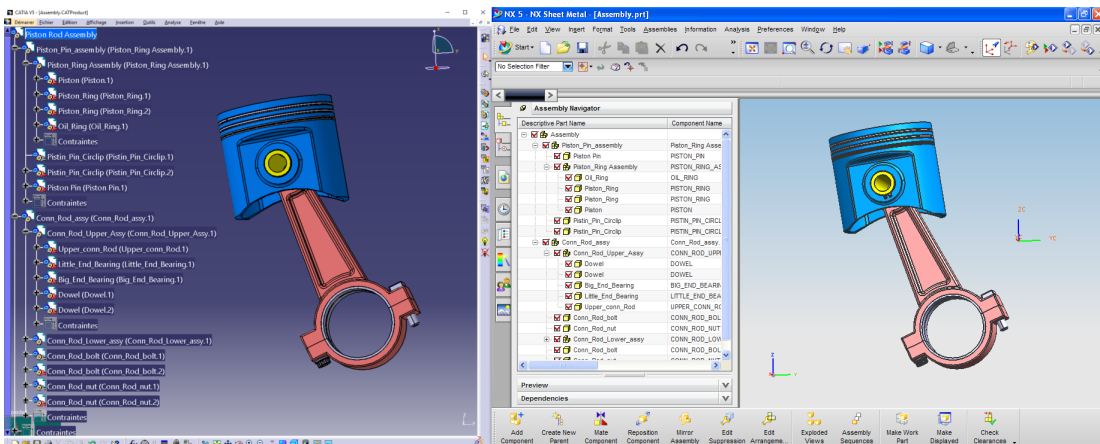 CATIA V5 - [Assembly.CATProduct]
Démarrer Fichier Edition Affichage Insertion Outils Analyse Fenêtre Aide
Piston Rod Assembly
Piston_Pin_assembly (Piston_Ring Assembly.1)
Piston_Ring Assembly (Piston_Ring Assembly.1)
Piston (Piston.1)
Piston_Ring (Piston_Ring.1)
Piston_Ring (Piston_Ring.2)
Oil_Ring (Oil_Ring.1)
Contraintes
Pistin_Pin_Circlip (Pistin_Pin_Circlip.1)
Pistin_Pin_Circlip (Pistin_Pin_Circlip.2)
Piston Pin (Piston Pin.1)
Contraintes
Conn_Rod_assy (Conn_Rod_assy.1)
Conn_Rod_Upper_Assy (Conn_Rod_Upper_Assy.1)
Upper_conn_Rod (Upper_conn_Rod.1)
Little_End_Bearing (Little_End_Bearing.1)
Big_End_Bearing (Big_End_Bearing.1)
Dowel (Dowel.1)
Dowel (Dowel.2)
Contraintes
Conn_Rod_Lower_assy (Conn_Rod_Lower_assy.1)
Conn_Rod_bolt (Conn_Rod_bolt.1)
Conn_Rod_bolt (Conn_Rod_bolt.2)
Conn_Rod_nut (Conn_Rod_nut.1)
Conn_Rod_nut (Conn_Rod_nut.2)
Contraintes
Contraintes
NX 5 - NX Sheet Metal - [Assembly.prt]
File Edit View Insert Format Tools Assemblies Information Analysis Preferences Window Help
Start
No Selection Filter
Assembly Navigator
Descriptive Part Name Component Name
Assembly
Piston_Pin_assembly Piston_Ring Asse
Piston Pin PISTON_PIN
Piston_Ring Assembly PISTON_RING_AS
Oil_Ring OIL_RING
Piston_Ring PISTON_RING
Piston_Ring PISTON_RING
Piston PISTON
Pistin_Pin_Circlip PISTIN_PIN_CIRCL
Pistin_Pin_Circlip PISTIN_PIN_CIRCL
Conn_Rod_assy Conn_Rod_assy.
Conn_Rod_Upper_Assy CONN_ROD_UPP
Dowel DOWEL
Dowel DOWEL
Big_End_Bearing BIG_END_BEARIN
Little_End_Bearing LITTLE_END_BEA
Upper_conn_Rod UPPER_CONN_RO
Conn_Rod_bolt CONN_ROD_BOL
Conn_Rod_nut CONN_ROD_NUT
Conn_Rod_Lower_assy CONN_ROD_LOW
Conn_Rod_bolt CONN_ROD_BOL
Preview
Dependencies
ZC
YC
Z
Y
Add Component
Create New Parent
Mate Component
Reposition Component
Mirror Assembly
Edit Suppression
Edit Arrangeme...
Exploded Views
Assembly Sequences
Make Work Part
Make Displayed
Check Clearances